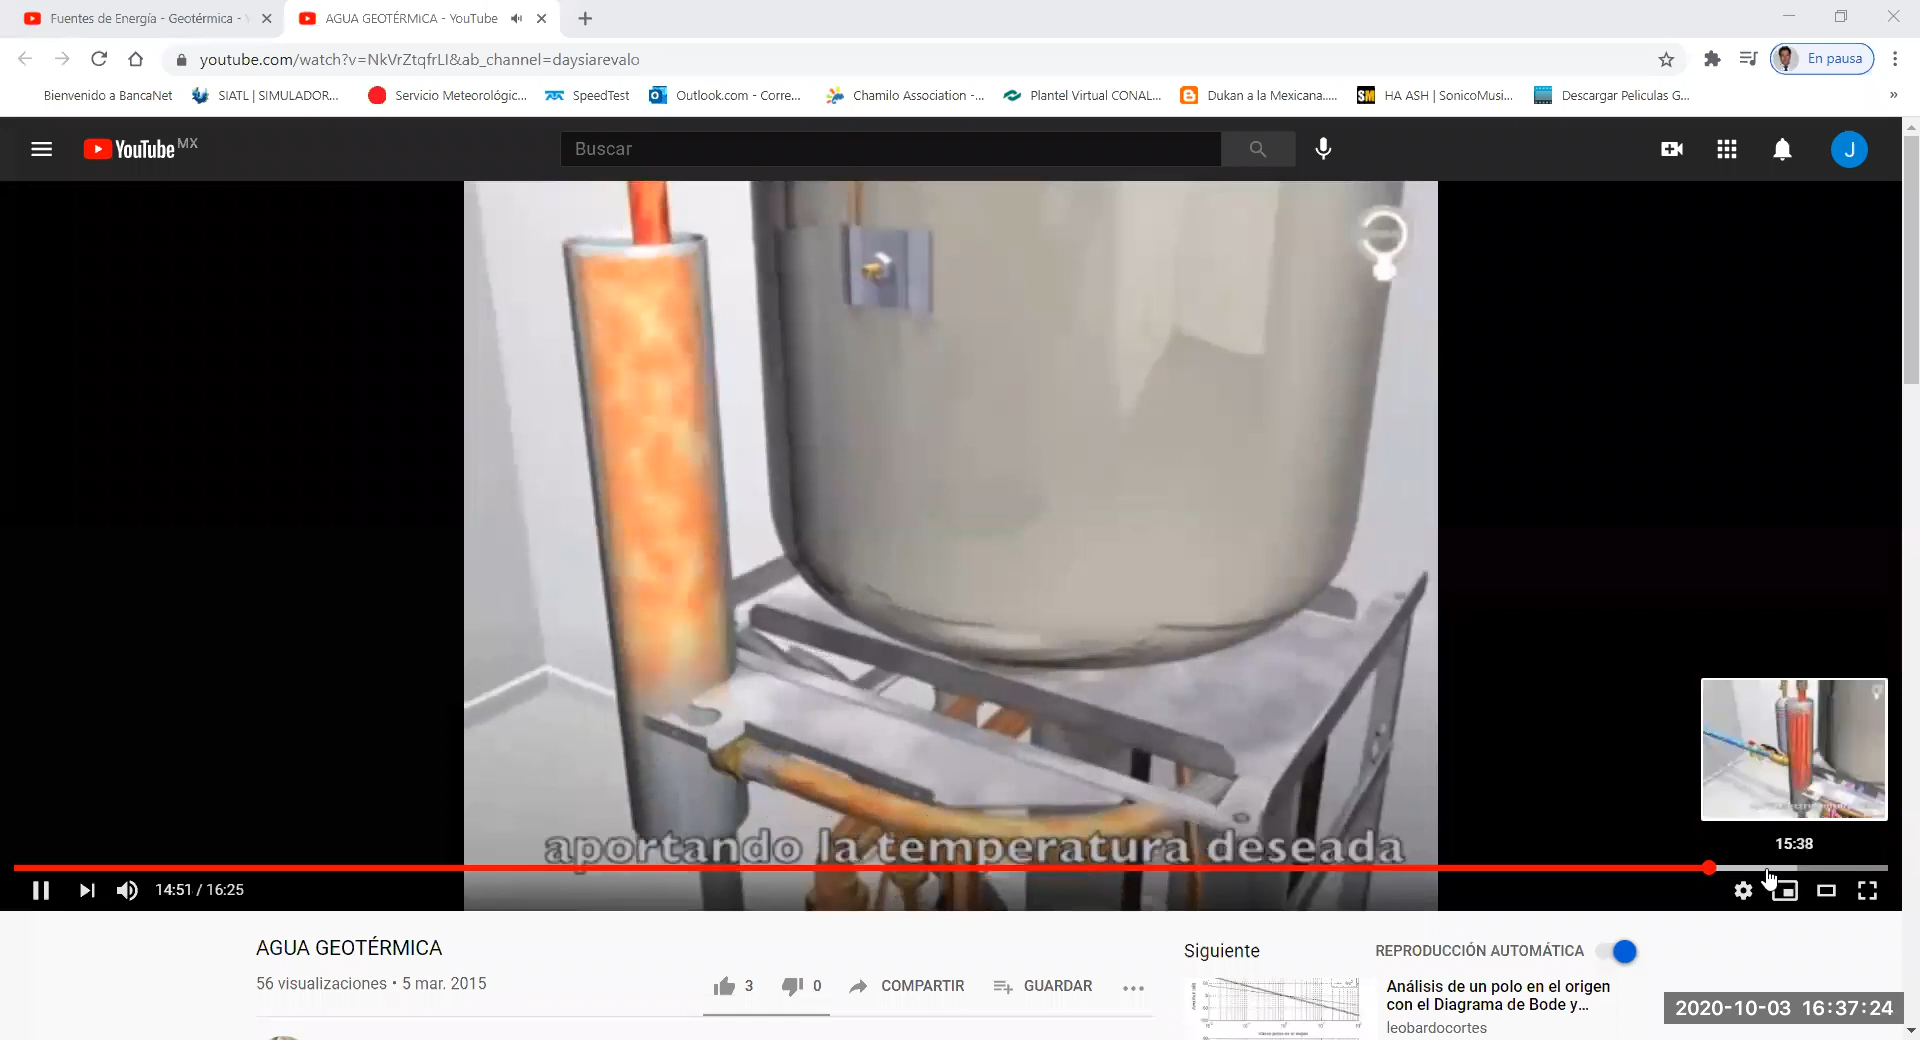 Fuentes de Energía - Geotérmica -
AGUA GEOTÉRMICA - YouTube
youtube.com/watch?v=NkVrZtqfrLI&ab_channel=daysiarevalo
En pausa
Bienvenido a BancaNet
SIATL | SIMULADOR...
Servicio Meteorológic...
SpeedTest
Outlook.com - Corre...
Chamilo Association -...
Plantel Virtual CONAL...
Dukan a la Mexicana.....
SM
HA ASH | SonicoMusi...
Descargar Peliculas G...
»
YouTube MX
Buscar
J
aportando la temperatura deseada
15:38
14:51 / 16:25
AGUA GEOTÉRMICA
56 visualizaciones • 5 mar. 2015
3
0
COMPARTIR
GUARDAR
Siguiente
REPRODUCCIÓN AUTOMÁTICA
Análisis de un polo en el origen
con el Diagrama de Bode y...
leobardocortes
2020-10-03 16:37:24